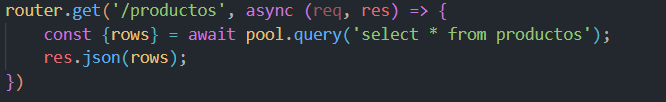 router.get('/productos', async (req, res) => {
    const {rows} = await pool.query('select * from productos');
    res.json(rows);
})